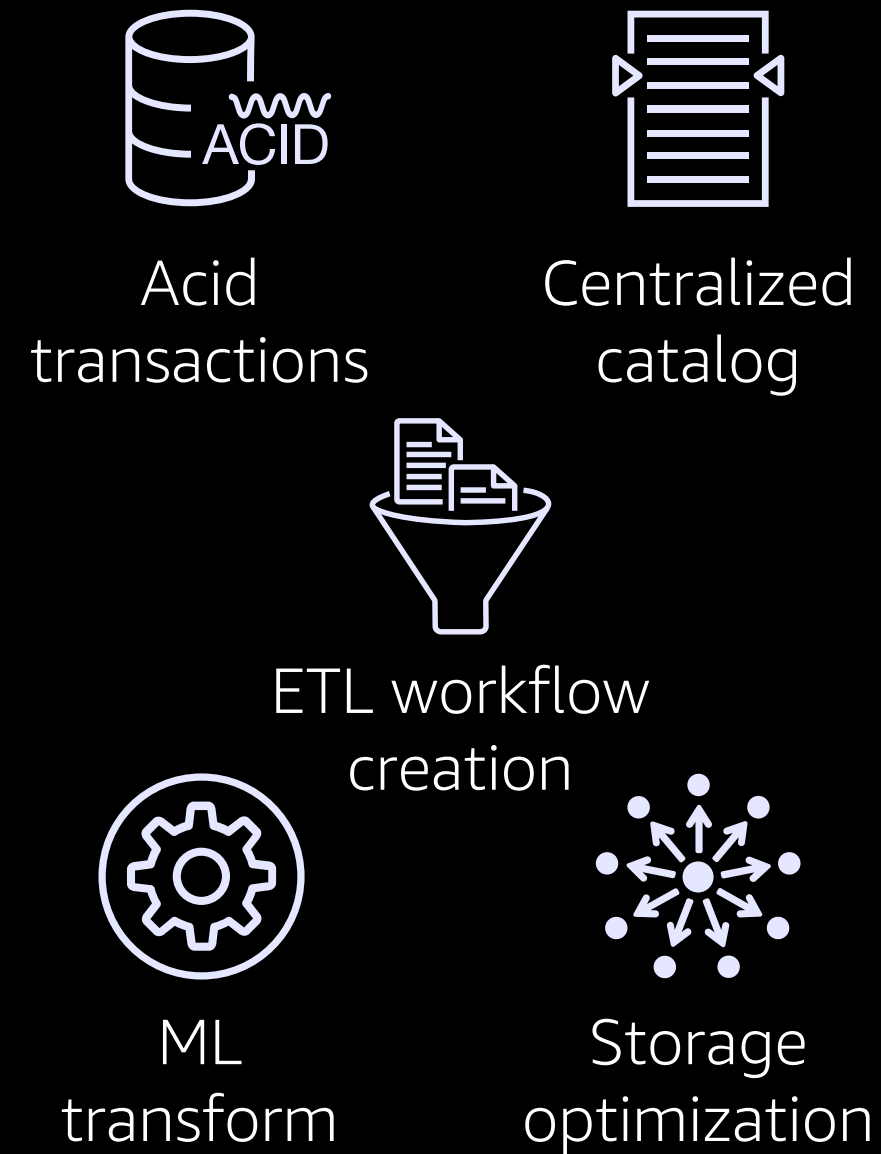 ACID
Acid
transactions
Centralized
catalog
ETL workflow
creation
ML
transform
Storage
optimization